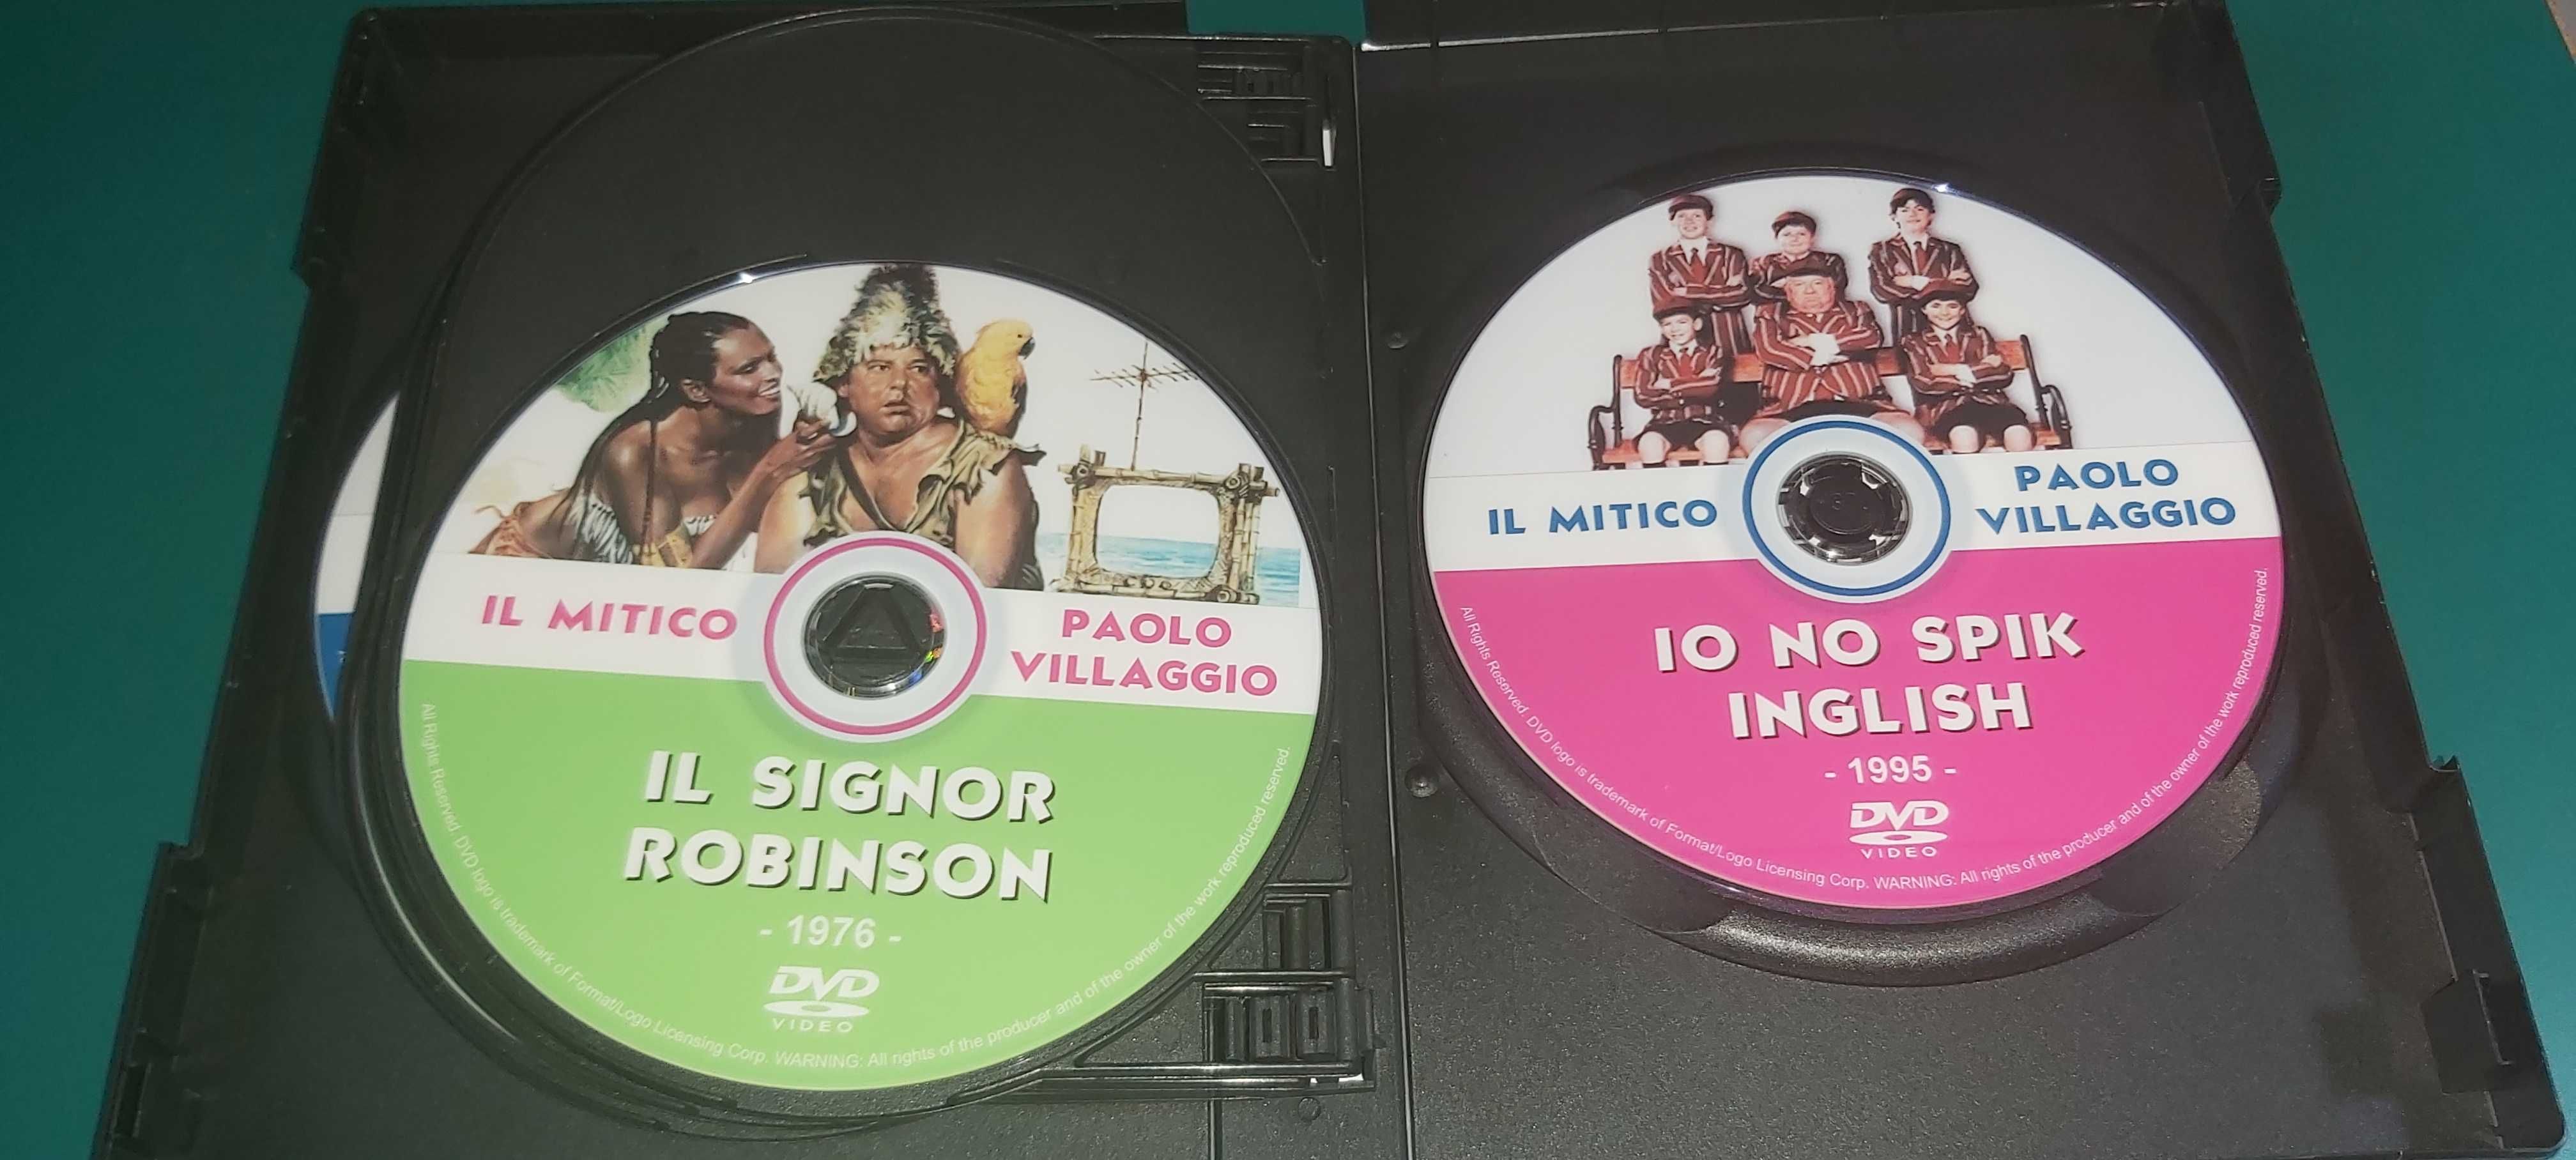 IL MITICO
PAOLO
VILLAGGIO
IL SIGNOR
ROBINSON
- 1976 -
DVD
VIDEO
All Rights Reserved. DVD logo is trademark of Format/Logo Licensing Corp. WARNING: All rights of the producer and of the owner of the work reproduced reserved.
IL MITICO
PAOLO
VILLAGGIO
IO NO SPIK
INGLISH
- 1995 -
DVD
VIDEO
All Rights Reserved. DVD logo is trademark of Format/Logo Licensing Corp. WARNING: All rights of the producer and of the owner of the work reproduced reserved.